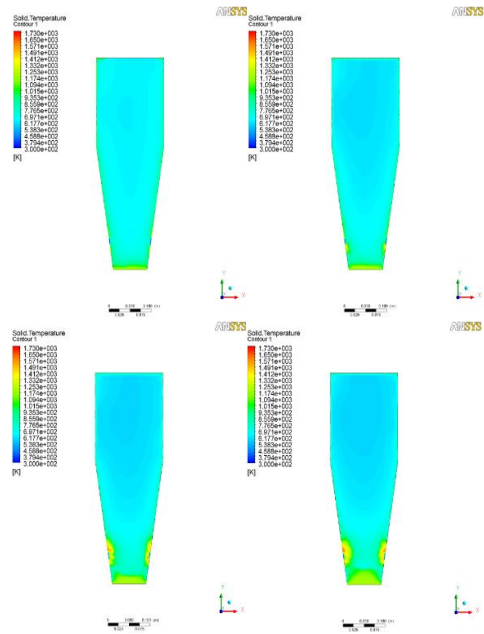 ANSYS
Solid.Temperature
Contour 1
1.730e+003
1.650e+003
1.571e+003
1.491e+003
1.412e+003
1.332e+003
1.253e+003
1.174e+003
1.094e+003
1.015e+003
9.353e+002
8.559e+002
7.765e+002
6.971e+002
6.177e+002
5.383e+002
4.588e+002
3.794e+002
3.000e+002
[K]
Y
X
Z
ANSYS
Solid.Temperature
Contour 1
1.730e+003
1.650e+003
1.571e+003
1.491e+003
1.412e+003
1.332e+003
1.253e+003
1.174e+003
1.094e+003
1.015e+003
9.353e+002
8.559e+002
7.765e+002
6.971e+002
6.177e+002
5.383e+002
4.588e+002
3.794e+002
3.000e+002
[K]
Y
X
Z
ANSYS
Solid.Temperature
Contour 1
1.730e+003
1.650e+003
1.571e+003
1.491e+003
1.412e+003
1.332e+003
1.253e+003
1.174e+003
1.094e+003
1.015e+003
9.353e+002
8.559e+002
7.765e+002
6.971e+002
6.177e+002
5.383e+002
4.588e+002
3.794e+002
3.000e+002
[K]
Y
X
Z
ANSYS
Solid.Temperature
Contour 1
1.730e+003
1.650e+003
1.571e+003
1.491e+003
1.412e+003
1.332e+003
1.253e+003
1.174e+003
1.094e+003
1.015e+003
9.353e+002
8.559e+002
7.765e+002
6.971e+002
6.177e+002
5.383e+002
4.588e+002
3.794e+002
3.000e+002
[K]
Y
X
Z